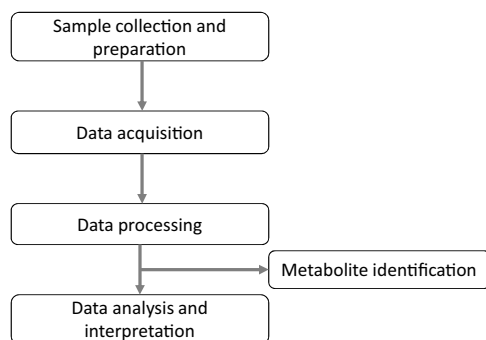 Sample collection and
preparation
Data acquisition
Data processing
Metabolite identification
Data analysis and
interpretation